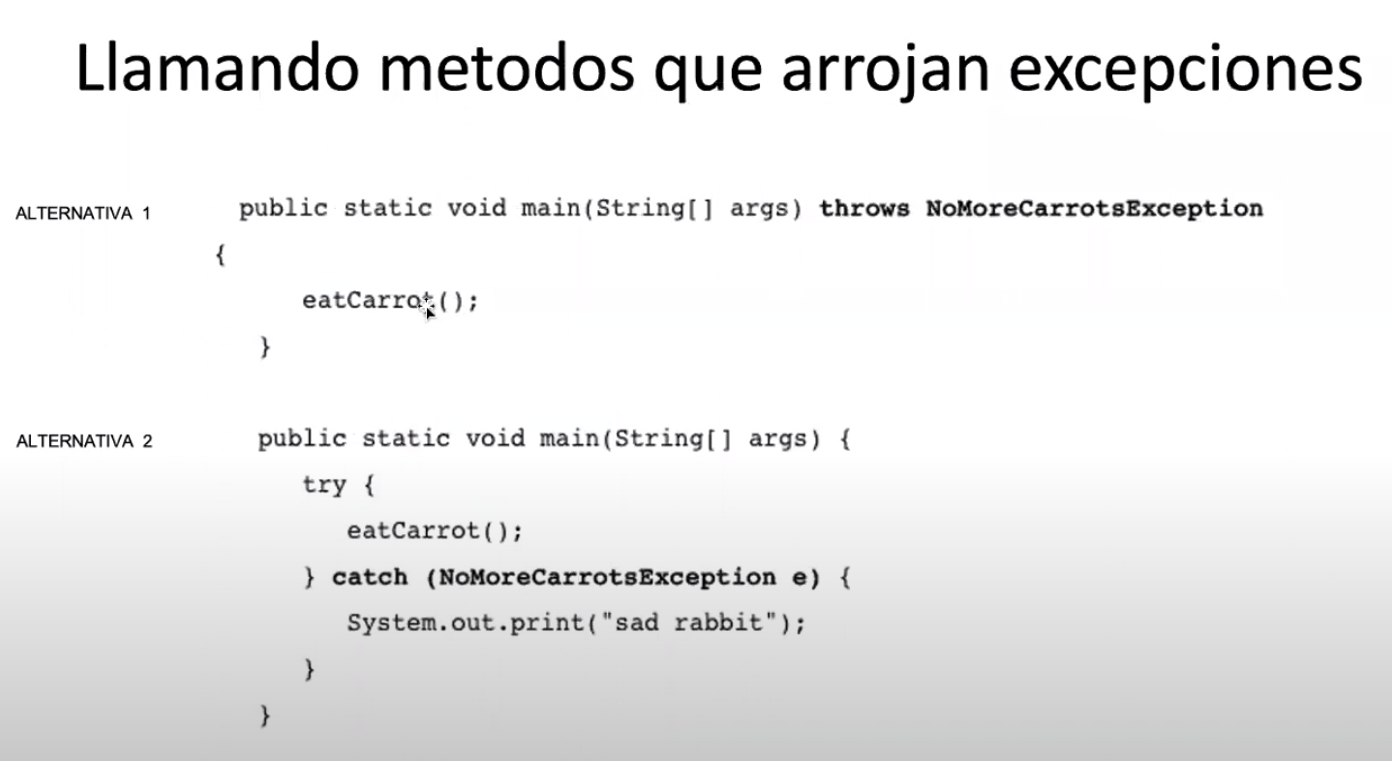 Llamando metodos que arrojan excepciones
ALTERNATIVA 1 public static void main(String[] args) throws NoMoreCarrotsException
{
eatCarrot();
}
ALTERNATIVA 2 public static void main(String[] args) {
try {
eatCarrot();
} catch (NoMoreCarrotsException e) {
System.out.print("sad rabbit");
}
}